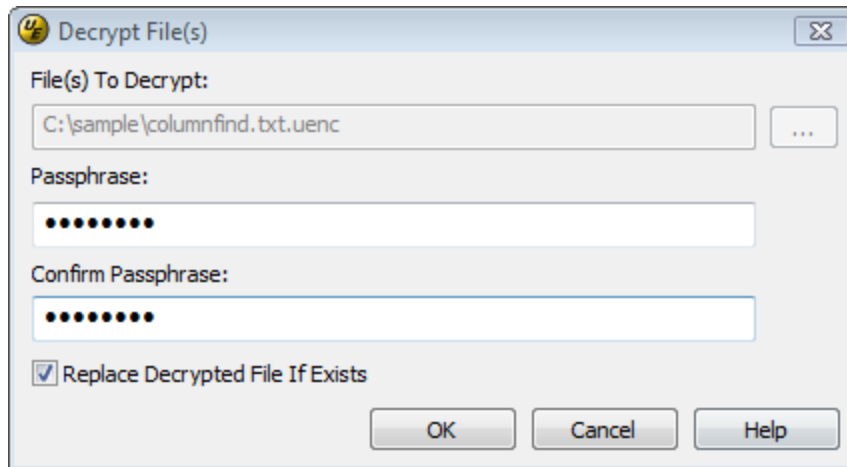 UE Decrypt File(s)
File(s) To Decrypt:
C:\sample\columnfind.txt.uenc ...
Passphrase:
••••••••
Confirm Passphrase:
••••••••
Replace Decrypted File If Exists
OK Cancel Help